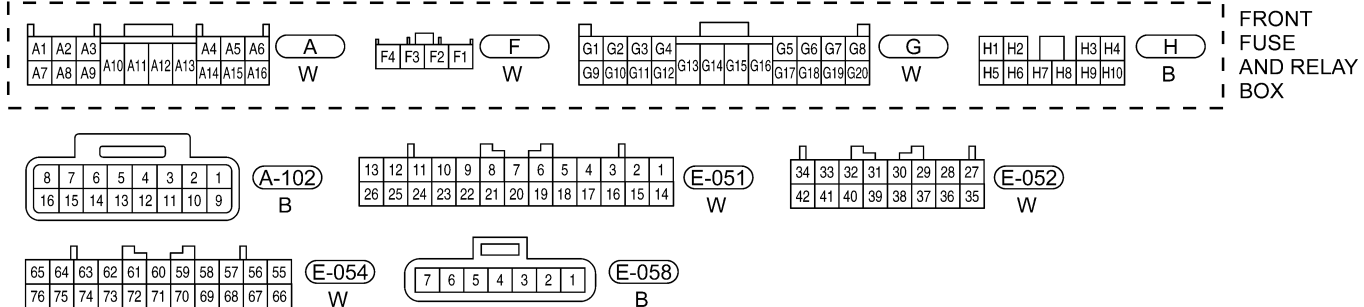 A1 A2 A3 A4 A5 A6
A7 A8 A9 A10 A11 A12 A13 A14 A15 A16
A
W
F4 F3 F2 F1
F
W
G1 G2 G3 G4 G5 G6 G7 G8
G9 G10 G11 G12 G13 G14 G15 G16 G17 G18 G19 G20
G
W
H1 H2 H3 H4
H5 H6 H7 H8 H9 H10
H
B
FRONT
FUSE
AND RELAY
BOX
8 7 6 5 4 3 2 1
16 15 14 13 12 11 10 9
A-102
B
13 12 11 10 9 8 7 6 5 4 3 2 1
26 25 24 23 22 21 20 19 18 17 16 15 14
E-051
W
34 33 32 31 30 29 28 27
42 41 40 39 38 37 36 35
E-052
W
65 64 63 62 61 60 59 58 57 56 55
76 75 74 73 72 71 70 69 68 67 66
E-054
W
7 6 5 4 3 2 1
E-058
B